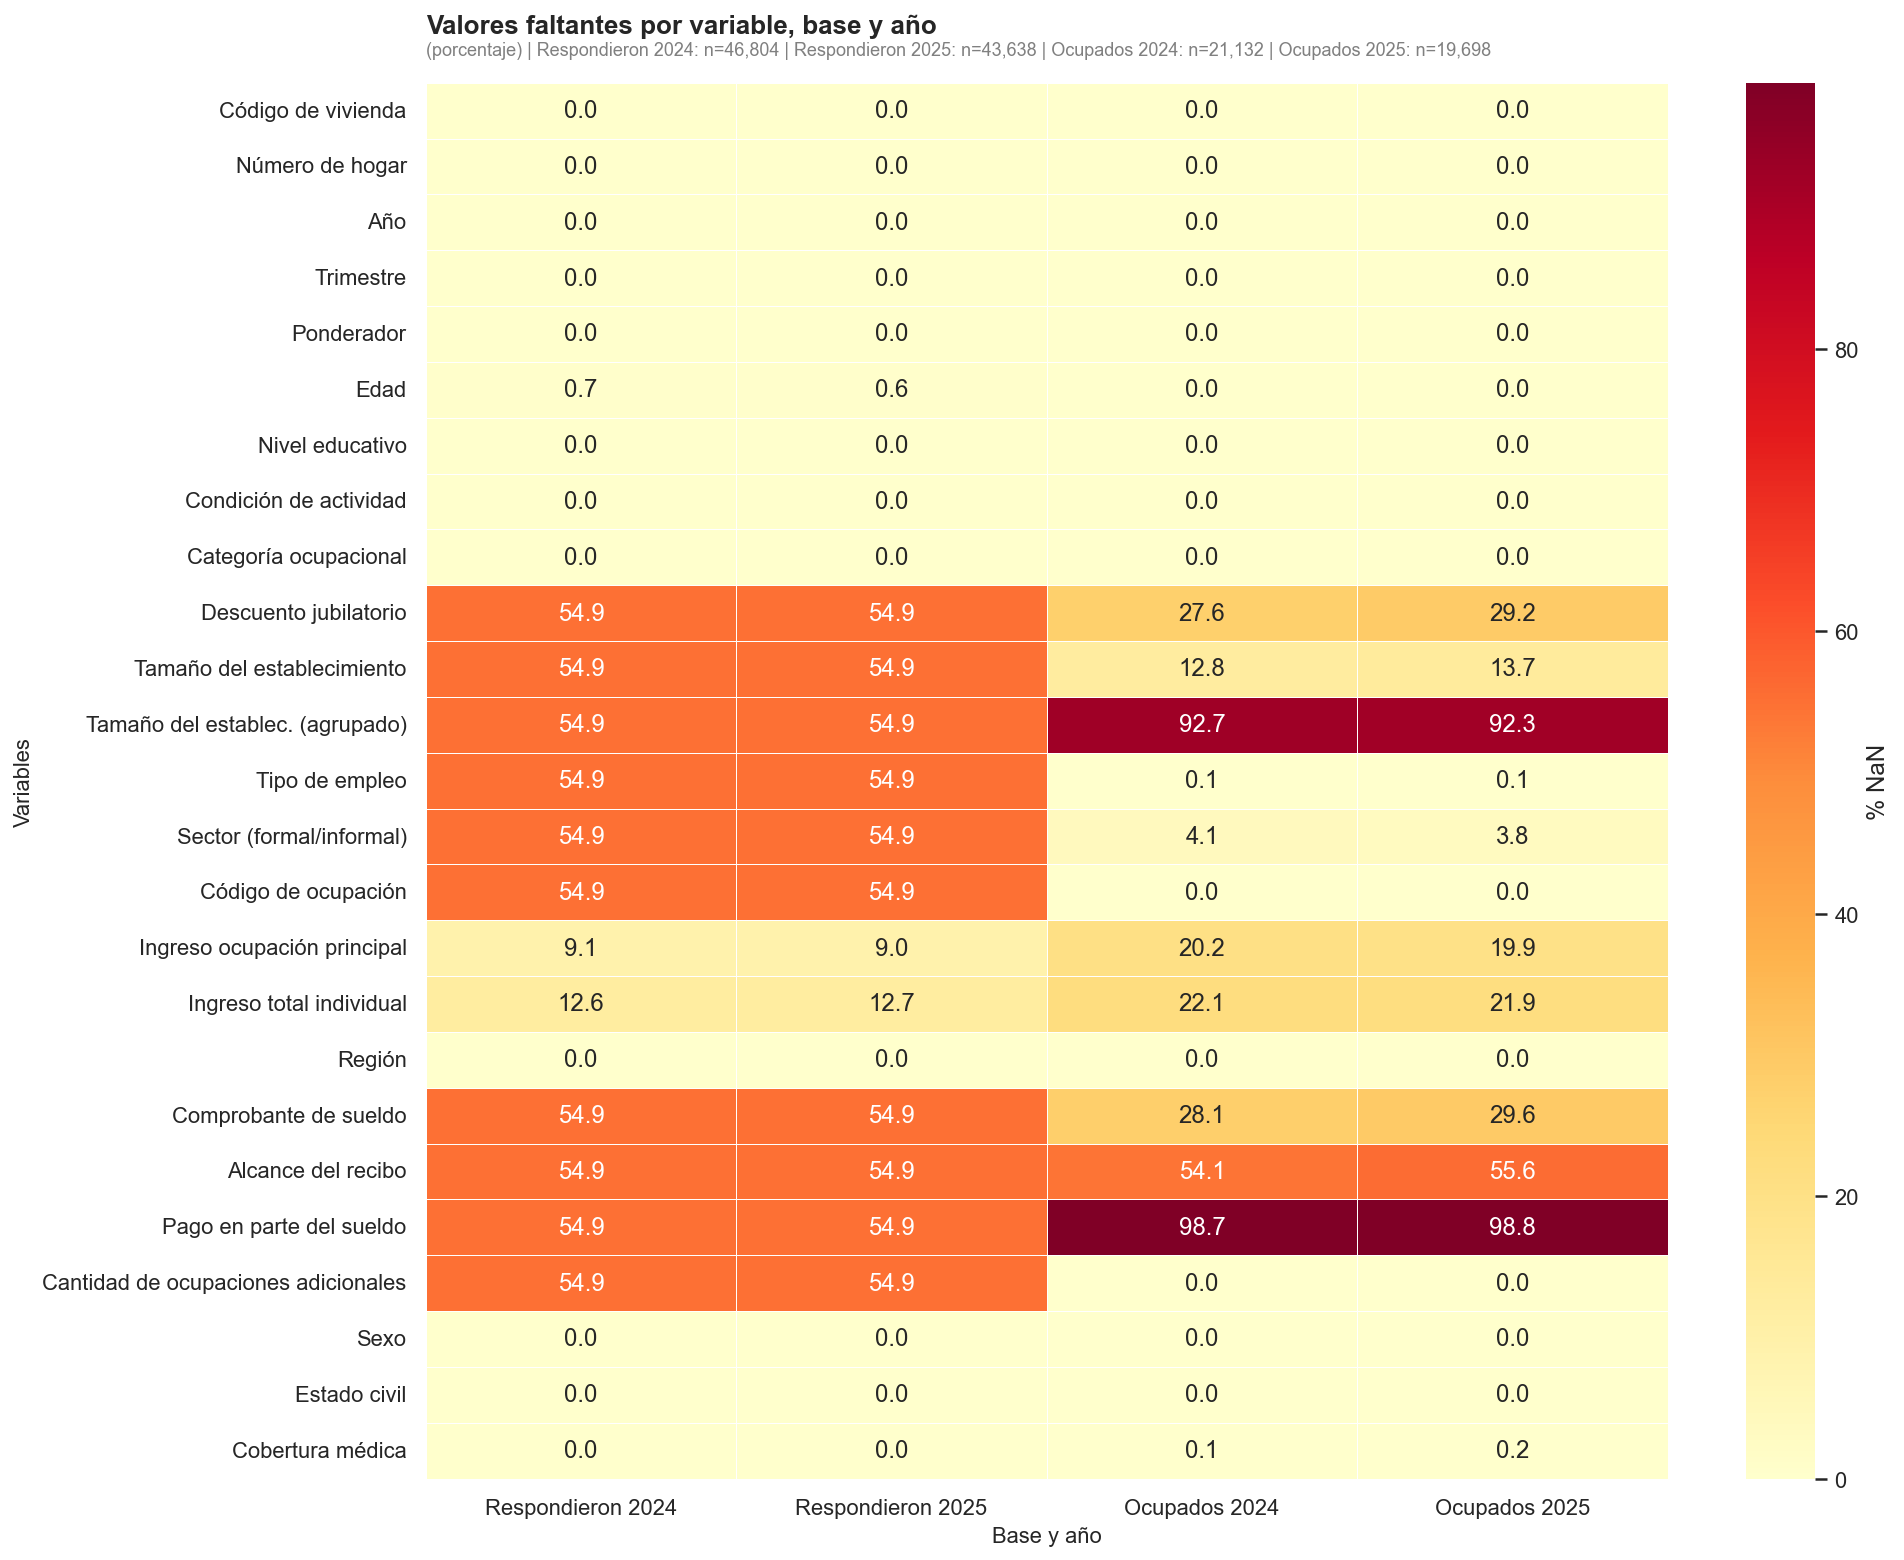 Valores faltantes por variable, base y año
(porcentaje) | Respondieron 2024: n=46,804 | Respondieron 2025: n=43,638 | Ocupados 2024: n=21,132 | Ocupados 2025: n=19,698
Variables
Código de vivienda 0.0 0.0 0.0 0.0
Número de hogar 0.0 0.0 0.0 0.0
Año 0.0 0.0 0.0 0.0
Trimestre 0.0 0.0 0.0 0.0
Ponderador 0.0 0.0 0.0 0.0
Edad 0.7 0.6 0.0 0.0
Nivel educativo 0.0 0.0 0.0 0.0
Condición de actividad 0.0 0.0 0.0 0.0
Categoría ocupacional 0.0 0.0 0.0 0.0
Descuento jubilatorio 54.9 54.9 27.6 29.2
Tamaño del establecimiento 54.9 54.9 12.8 13.7
Tamaño del establec. (agrupado) 54.9 54.9 92.7 92.3
Tipo de empleo 54.9 54.9 0.1 0.1
Sector (formal/informal) 54.9 54.9 4.1 3.8
Código de ocupación 54.9 54.9 0.0 0.0
Ingreso ocupación principal 9.1 9.0 20.2 19.9
Ingreso total individual 12.6 12.7 22.1 21.9
Región 0.0 0.0 0.0 0.0
Comprobante de sueldo 54.9 54.9 28.1 29.6
Alcance del recibo 54.9 54.9 54.1 55.6
Pago en parte del sueldo 54.9 54.9 98.7 98.8
Cantidad de ocupaciones adicionales 54.9 54.9 0.0 0.0
Sexo 0.0 0.0 0.0 0.0
Estado civil 0.0 0.0 0.0 0.0
Cobertura médica 0.0 0.0 0.1 0.2
Respondieron 2024 Respondieron 2025 Ocupados 2024 Ocupados 2025
Base y año
80
60
40
20
0
% NaN